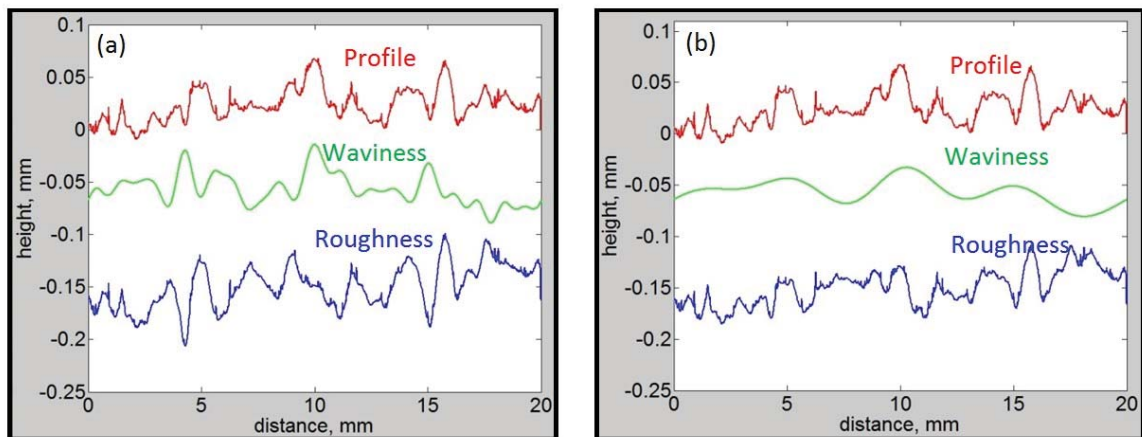 (a)
Profile
Waviness
Roughness
height, mm
0.1
0.05
0
-0.05
-0.1
-0.15
-0.2
-0.25
0 5 10 15 20
distance, mm
(b)
Profile
Waviness
Roughness
height, mm
0.1
0.05
0
-0.05
-0.1
-0.15
-0.2
-0.25
0 5 10 15 20
distance, mm